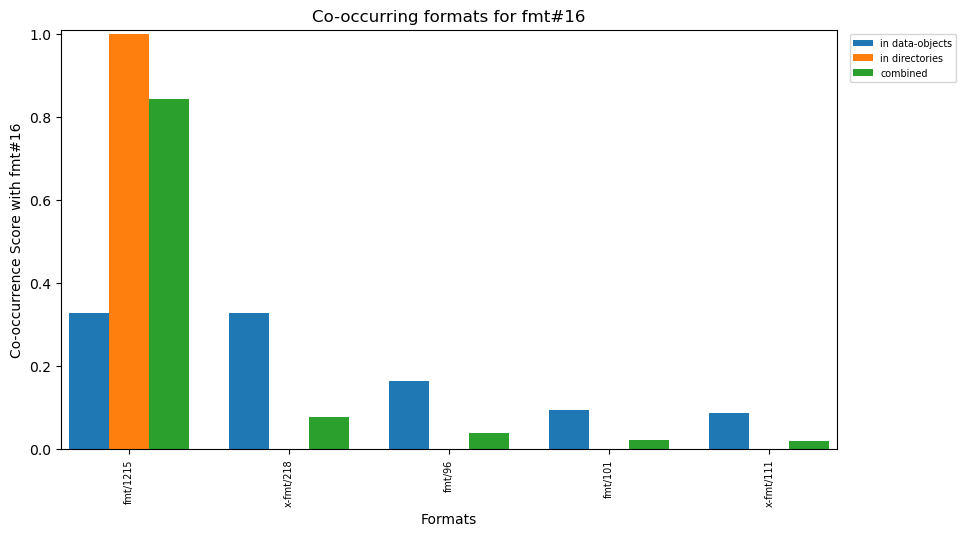 Co-occurring formats for fmt#16
in data-objects
in directories
combined
Co-occurrence Score with fmt#16
1.0
0.8
0.6
0.4
0.2
0.0
fmt/1215
x-fmt/218
fmt/96
fmt/101
x-fmt/111
Formats